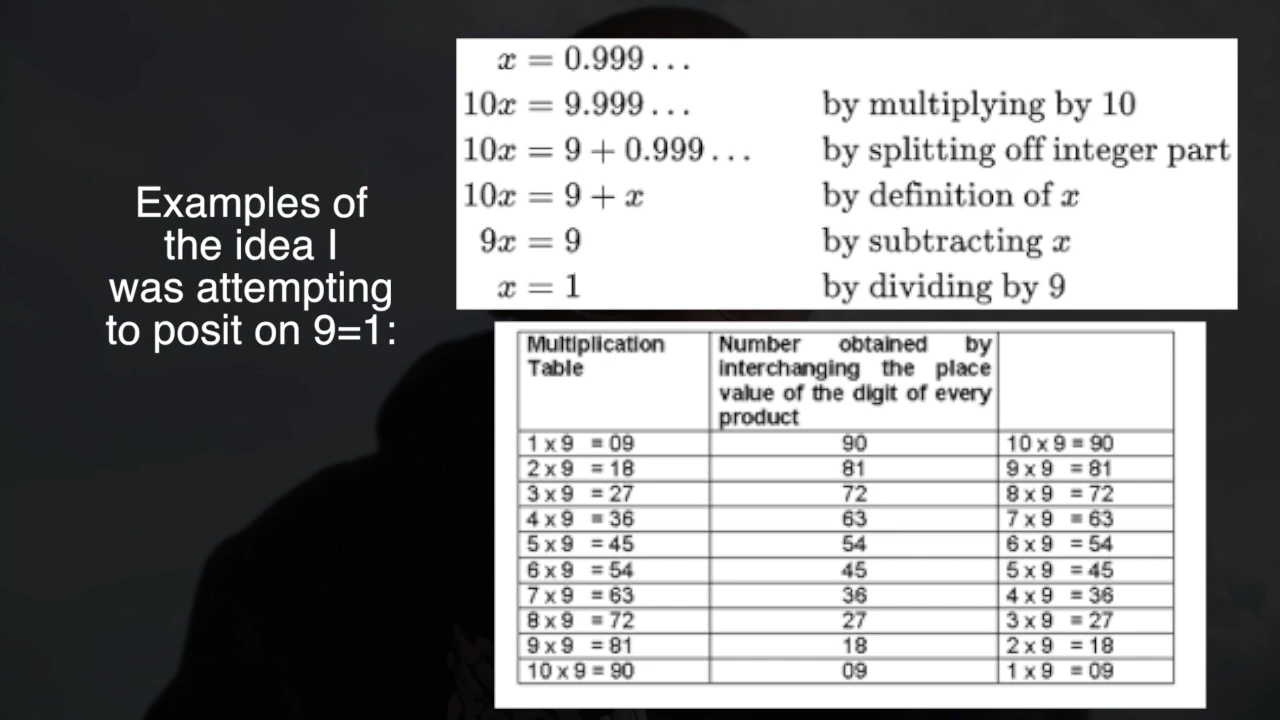 Examples of
the idea I
was attempting
to posit on 9=1:
x = 0.999...
10x = 9.999... by multiplying by 10
10x = 9 + 0.999... by splitting off integer part
10x = 9 + x by definition of x
9x = 9 by subtracting x
x = 1 by dividing by 9
Multiplication Table
Number obtained by interchanging the place value of the digit of every product
1 x 9 = 09 90 10 x 9 = 90
2 x 9 = 18 81 9 x 9 = 81
3 x 9 = 27 72 8 x 9 = 72
4 x 9 = 36 63 7 x 9 = 63
5 x 9 = 45 54 6 x 9 = 54
6 x 9 = 54 45 5 x 9 = 45
7 x 9 = 63 36 4 x 9 = 36
8 x 9 = 72 27 3 x 9 = 27
9 x 9 = 81 18 2 x 9 = 18
10 x 9 = 90 09 1 x 9 = 09